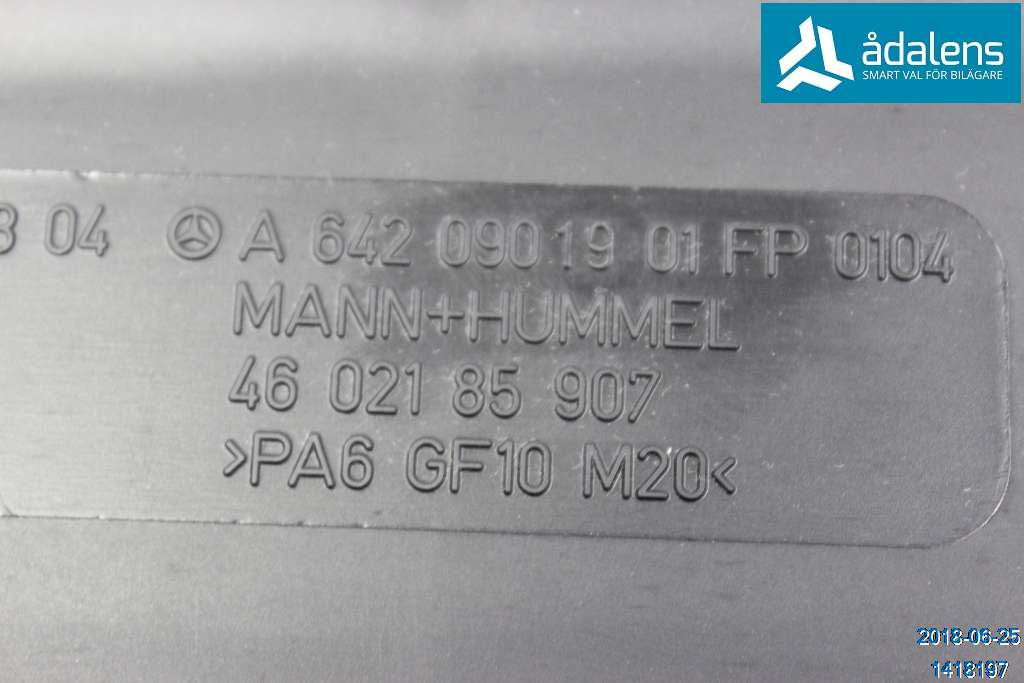 ådalens
SMART VAL FÖR BILÄGARE
04 A 642 090 19 01 FP 0104
MANN+HUMMEL
46 021 85 907
>PA6 GF10 M20<
2018-06-25
1418197